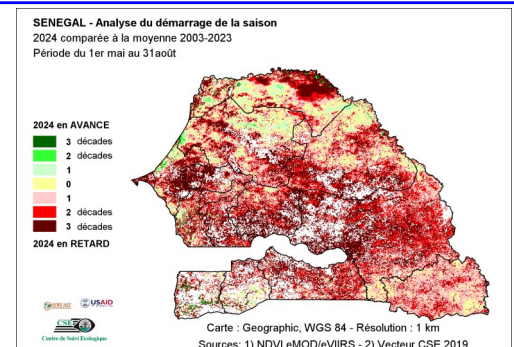 SENEGAL - Analyse du démarrage de la saison
2024 comparée à la moyenne 2003-2023
Période du 1er mai au 31août
2024 en AVANCE
3 décades
2 décades
1
0
1
2 décades
3 décades
2024 en RETARD
USAID
CSE
Centre de Suivi Ecologique
Carte : Geographic, WGS 84 - Résolution : 1 km
Sources: 1) NDVI eMOD/eVIIRS - 2) Vecteur CSE 2019